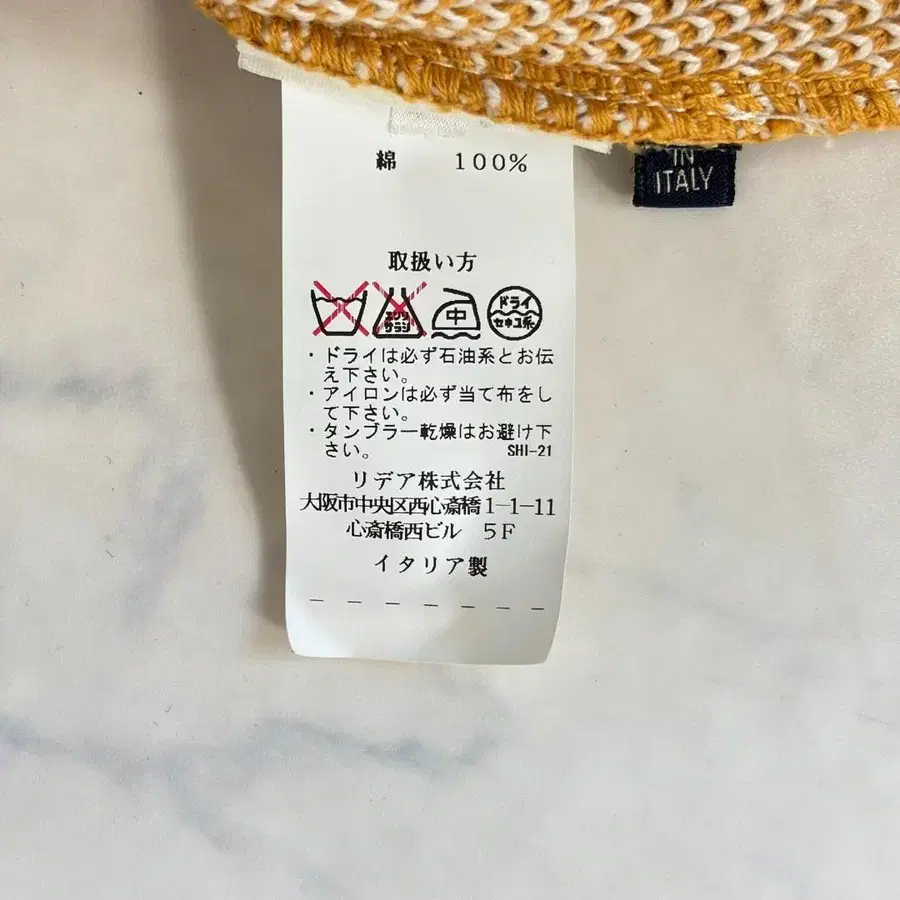 綿 100%
IN
ITALY
取扱い方
エンソ
サラシ
中
ドライ
セキユ系
・ドライは必ず石油系とお伝
え下さい。
・アイロンは必ず当て布をし
て下さい。
・タンブラー乾燥はお避け下
さい。 SHI-21
リデア株式会社
大阪市中央区西心斎橋1-1-11
心斎橋西ビル 5F
イタリア製